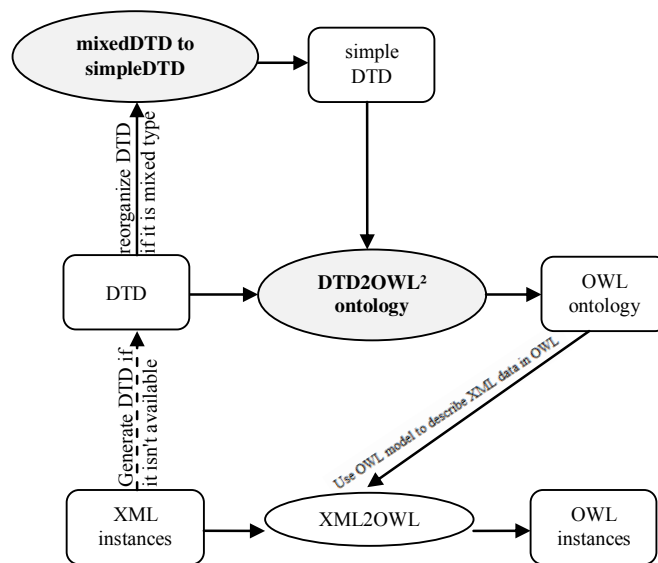 mixedDTD to
simpleDTD
simple
DTD
reorganize DTD
if it is mixed type
DTD
DTD2OWL²
ontology
OWL
ontology
Generate DTD if
it isn't available
Use OWL model to describe XML data in OWL
XML
instances
XML2OWL
OWL
instances